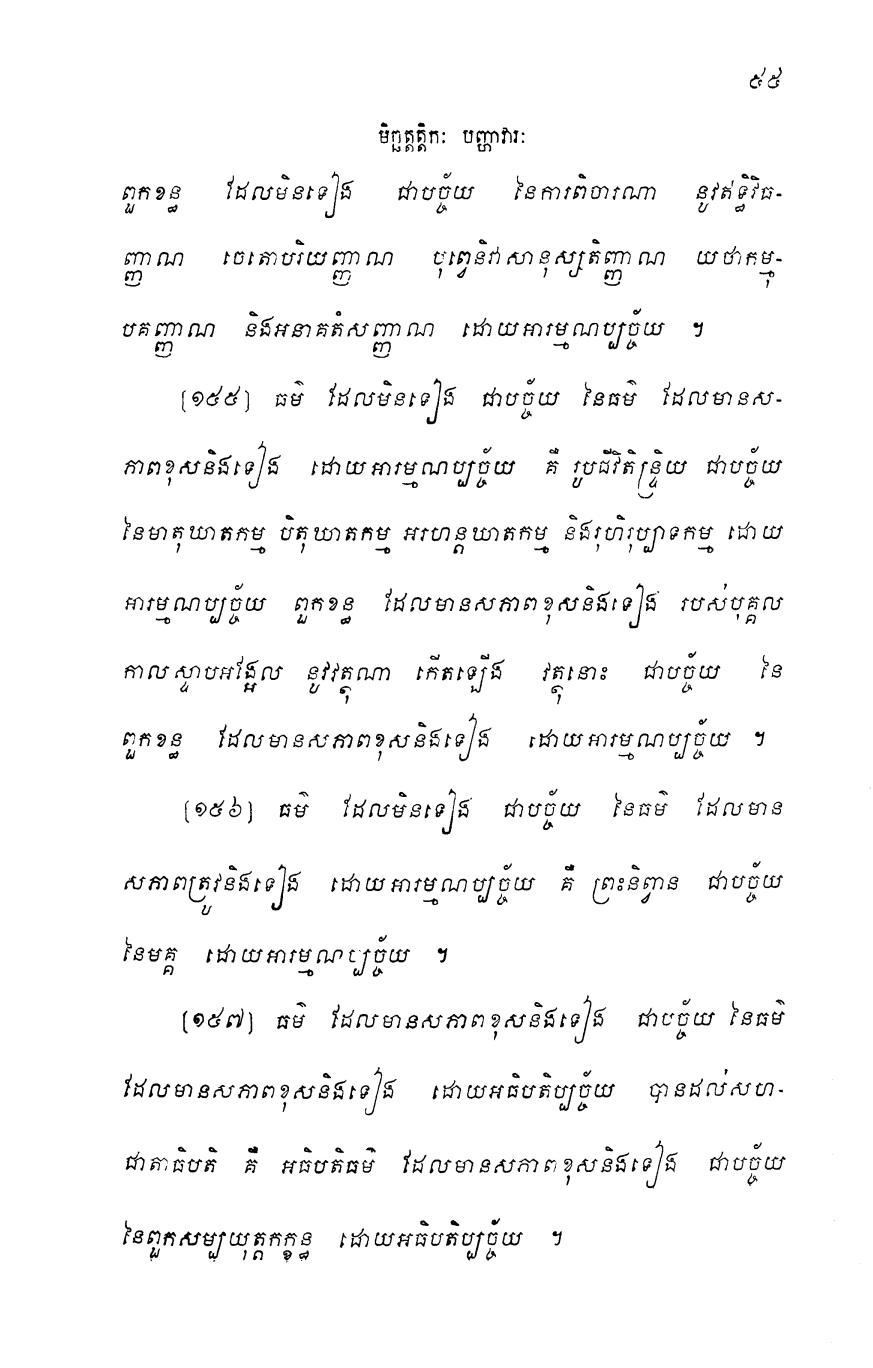 ៩៥
មិច្ឆត្តត្តិកៈ បញ្ហាវារៈ
ពួកខន្ធ ដែលមិនទៀង ជាបច្ច័យ នៃការពិចារណា នូវឥទ្ធិវិធ-
ញ្ញាណ ចេតោបរិយញ្ញាណ បុព្វេនិវាសានុស្សតិញ្ញាណ យថាកម្មុ-
បគញ្ញាណ និងអនាគតំសញ្ញាណ ដោយអារម្មណប្បច្ច័យ ។
(១៥៥) ធម៌ ដែលមិនទៀង ជាបច្ច័យ នៃធម៌ ដែលមានស-
ភាពខុសនិងទៀង ដោយអារម្មណប្បច្ច័យ គឺ រូបជីវិតិន្ទ្រិយ ជាបច្ច័យ
នៃមាតុឃាតកម្ម បិតុឃាតកម្ម អរហន្តឃាតកម្ម និងរុហិរុប្បាទកម្ម ដោយ
អារម្មណប្បច្ច័យ ពួកខន្ធ ដែលមានសភាពខុសនិងទៀង របស់បុគ្គល
កាលស្ទាបអង្អែល នូវវត្ថុណា កើតឡើង វត្ថុនោះ ជាបច្ច័យ នៃ
ពួកខន្ធ ដែលមានសភាពខុសនិងទៀង ដោយអារម្មណប្បច្ច័យ ។
(១៥៦) ធម៌ ដែលមិនទៀង ជាបច្ច័យ នៃធម៌ ដែលមាន
សភាពត្រូវនិងទៀង ដោយអារម្មណប្បច្ច័យ គឺ ព្រះនិព្វាន ជាបច្ច័យ
នៃមគ្គ ដោយអារម្មណប្បច្ច័យ ។
(១៥៧) ធម៌ ដែលមានសភាពខុសនិងទៀង ជាបច្ច័យ នៃធម៌
ដែលមានសភាពខុសនិងទៀង ដោយអធិបតិប្បច្ច័យ បានដល់សហ-
ជាតាធិបតិ គឺ អធិបតិធម៌ ដែលមានសភាពខុសនិងទៀង ជាបច្ច័យ
នៃពួកសម្បយុត្តកក្ខន្ធ ដោយអធិបតិប្បច្ច័យ ។